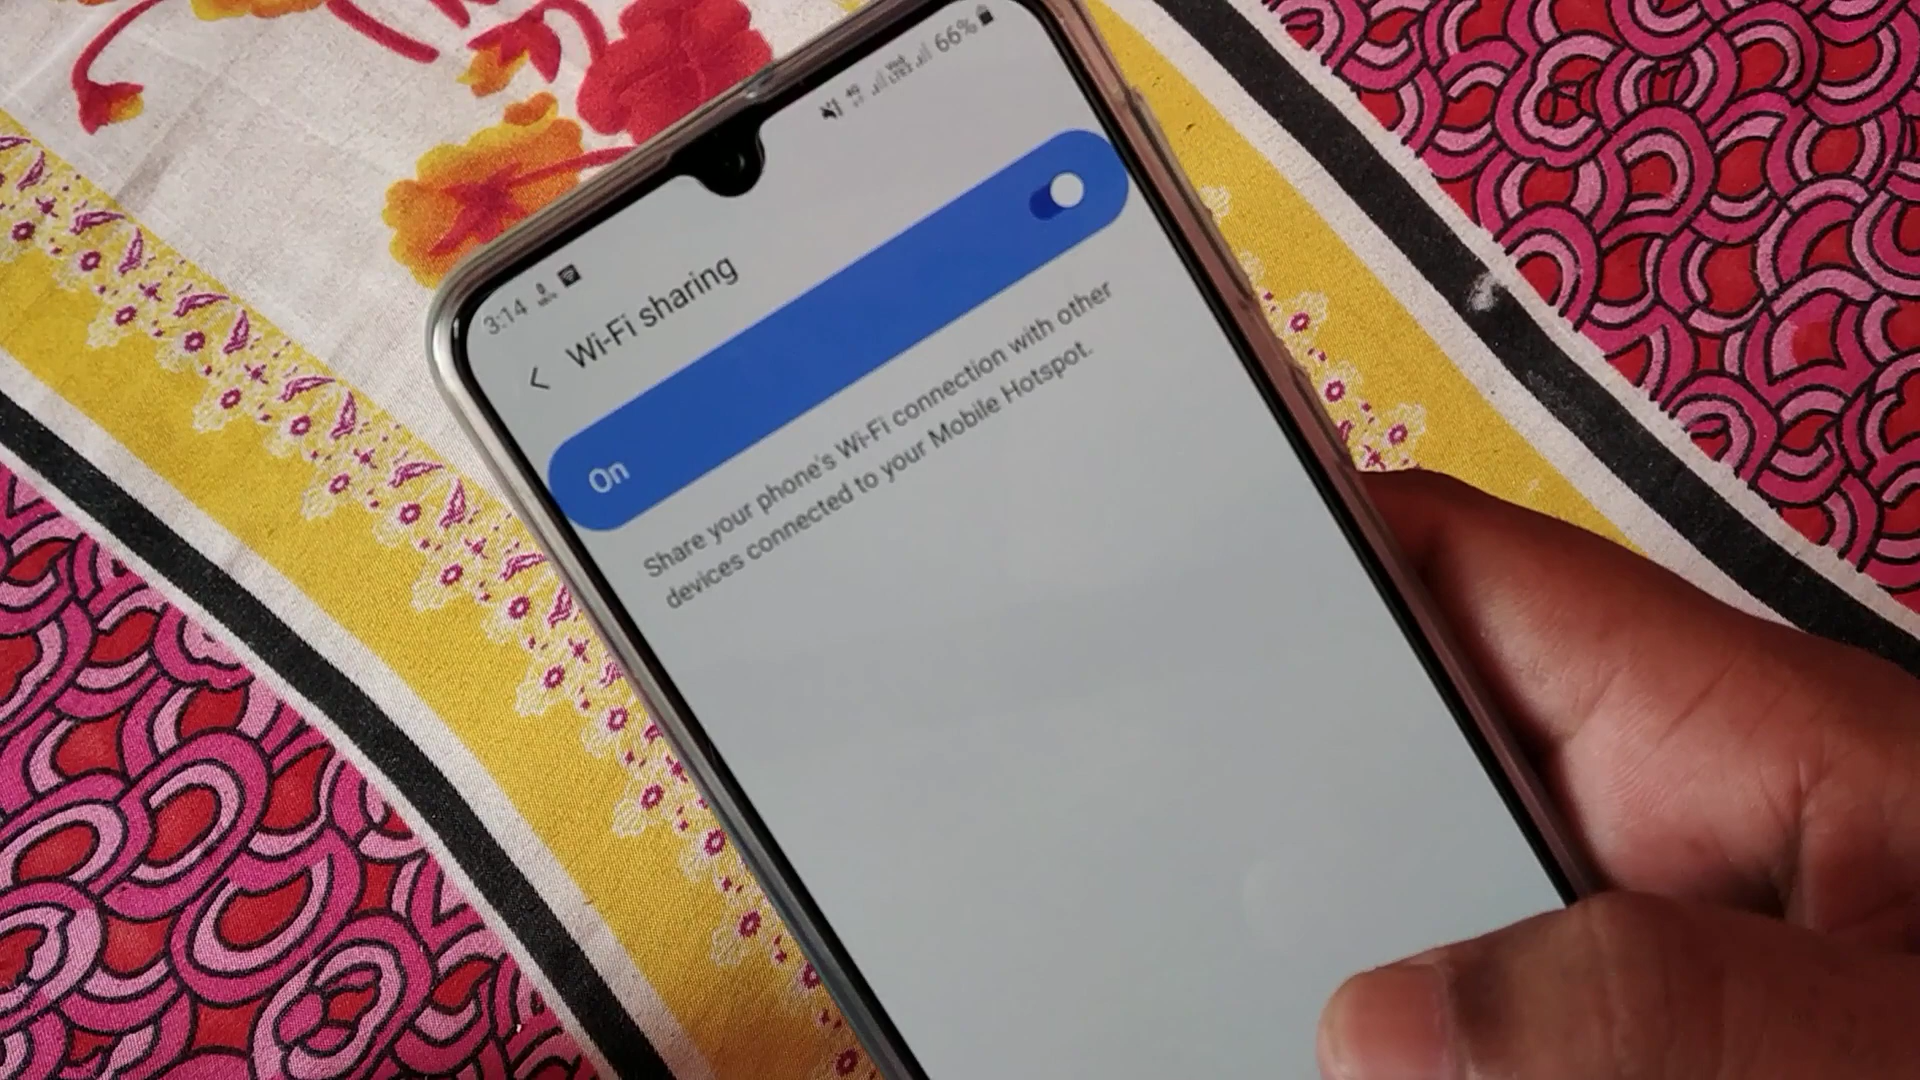 3:14
4G
66%
Wi-Fi sharing
On
Share your phone's Wi-Fi connection with other
devices connected to your Mobile Hotspot.